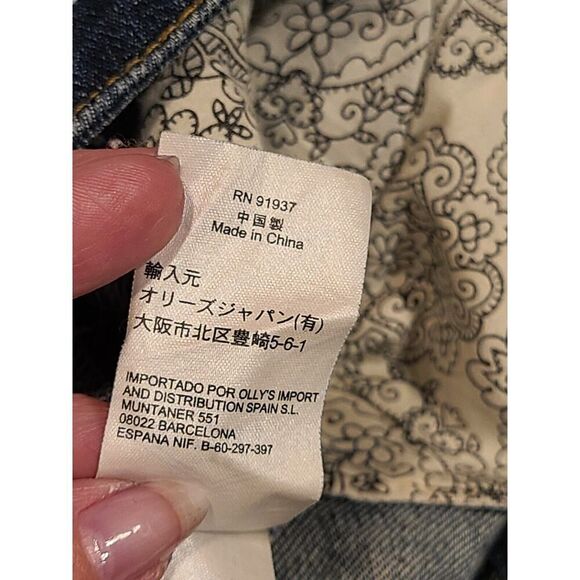 RN 91937
中国製
Made in China
輸入元
オリーズジャパン(有)
大阪市北区豊崎5-6-1
IMPORTADO POR OLLY'S IMPORT
AND DISTRIBUTION SPAIN S.L.
MUNTANER 551
08022 BARCELONA
ESPANA NIF. B-60-297-397